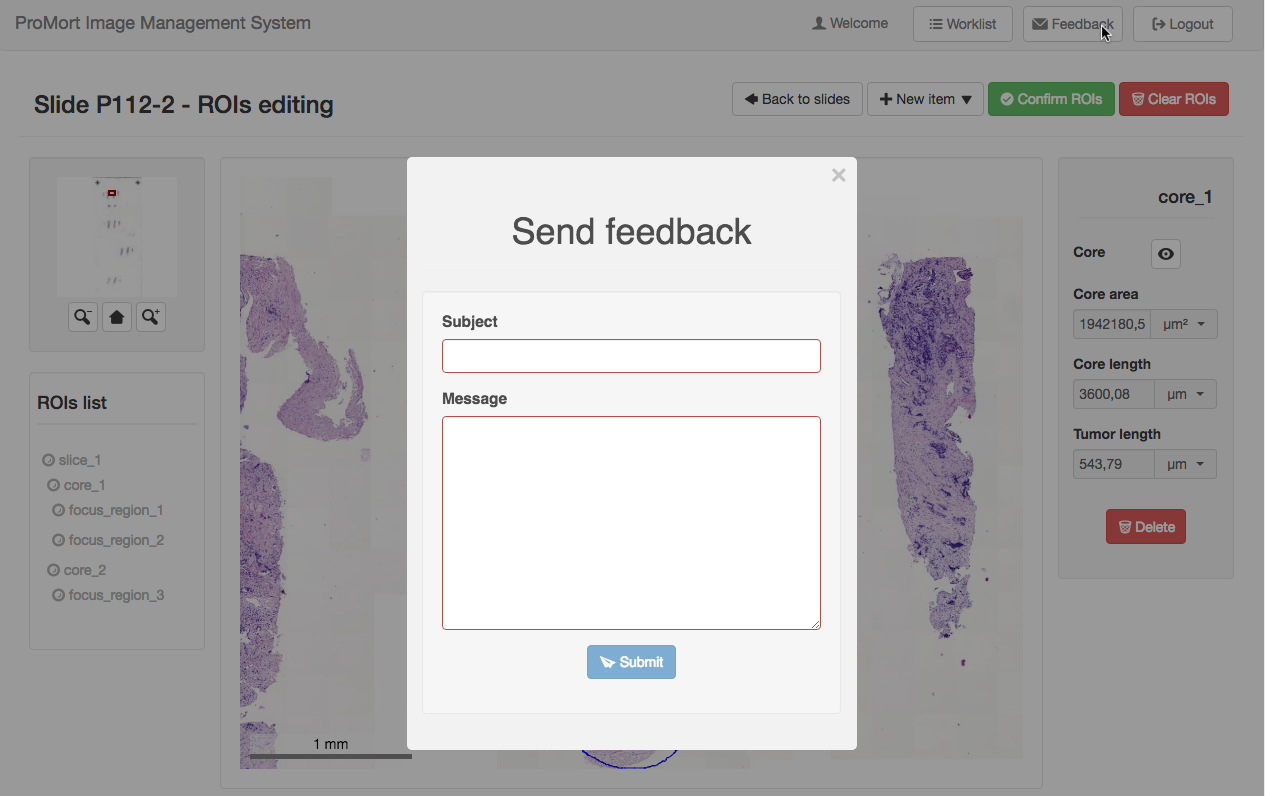 ProMort Image Management System
Welcome
Worklist
Feedback
Logout
Slide P112-2 - ROIs editing
Back to slides
New item
Confirm ROIs
Clear ROIs
×
Send feedback
Subject
Message
Submit
ROIs list
slice_1
core_1
focus_region_1
focus_region_2
core_2
focus_region_3
1 mm
core_1
Core
Core area
1942180,5 µm²
Core length
3600,08 µm
Tumor length
543,79 µm
Delete